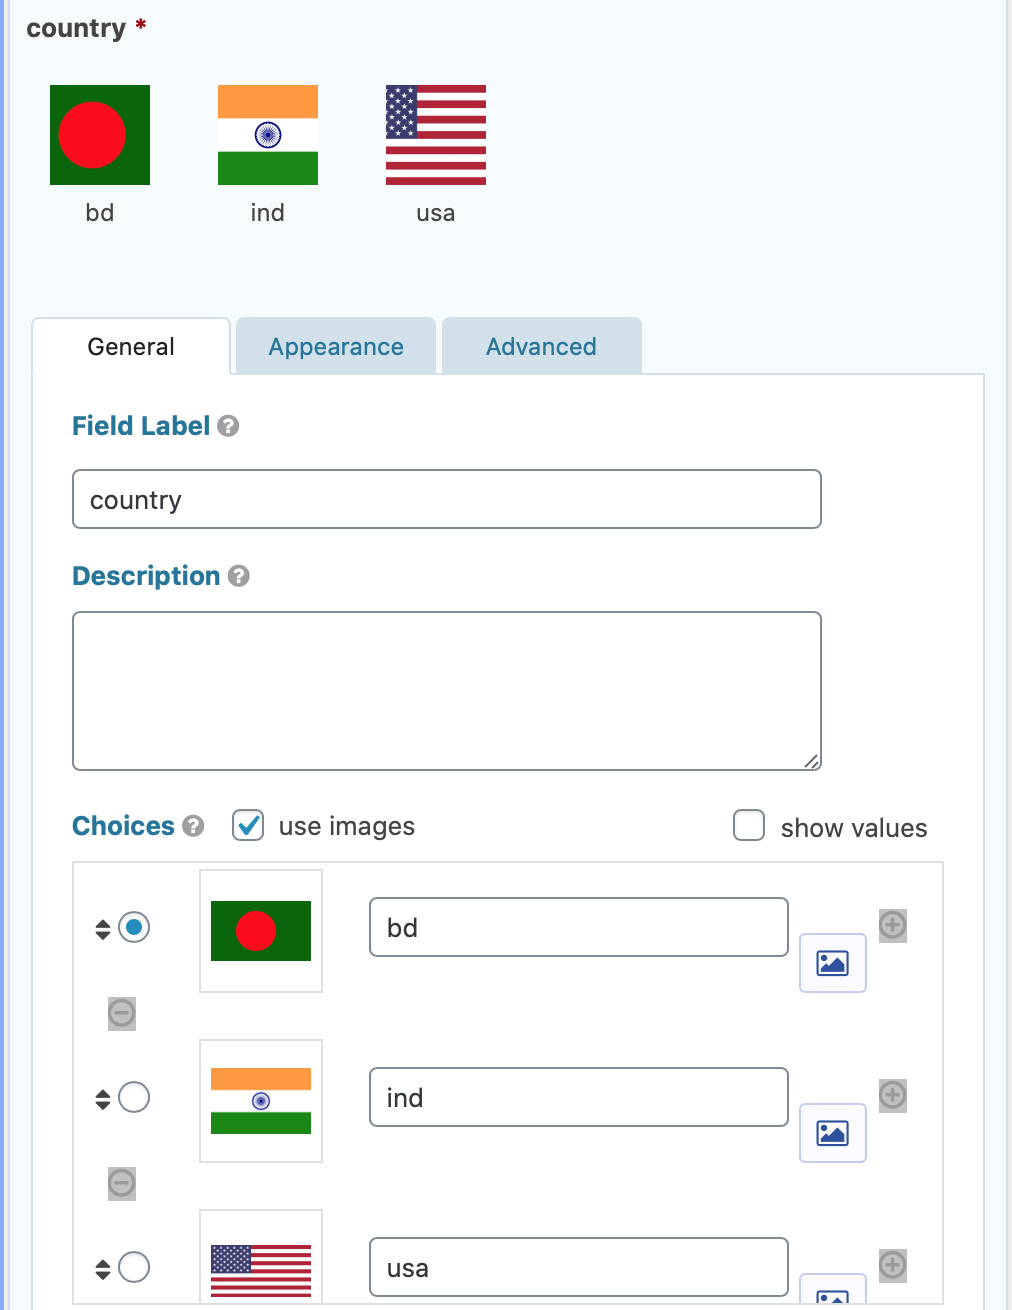 country *
bd ind usa
General Appearance Advanced
Field Label ?
country
Description ?
Choices ? use images show values
bd
ind
usa